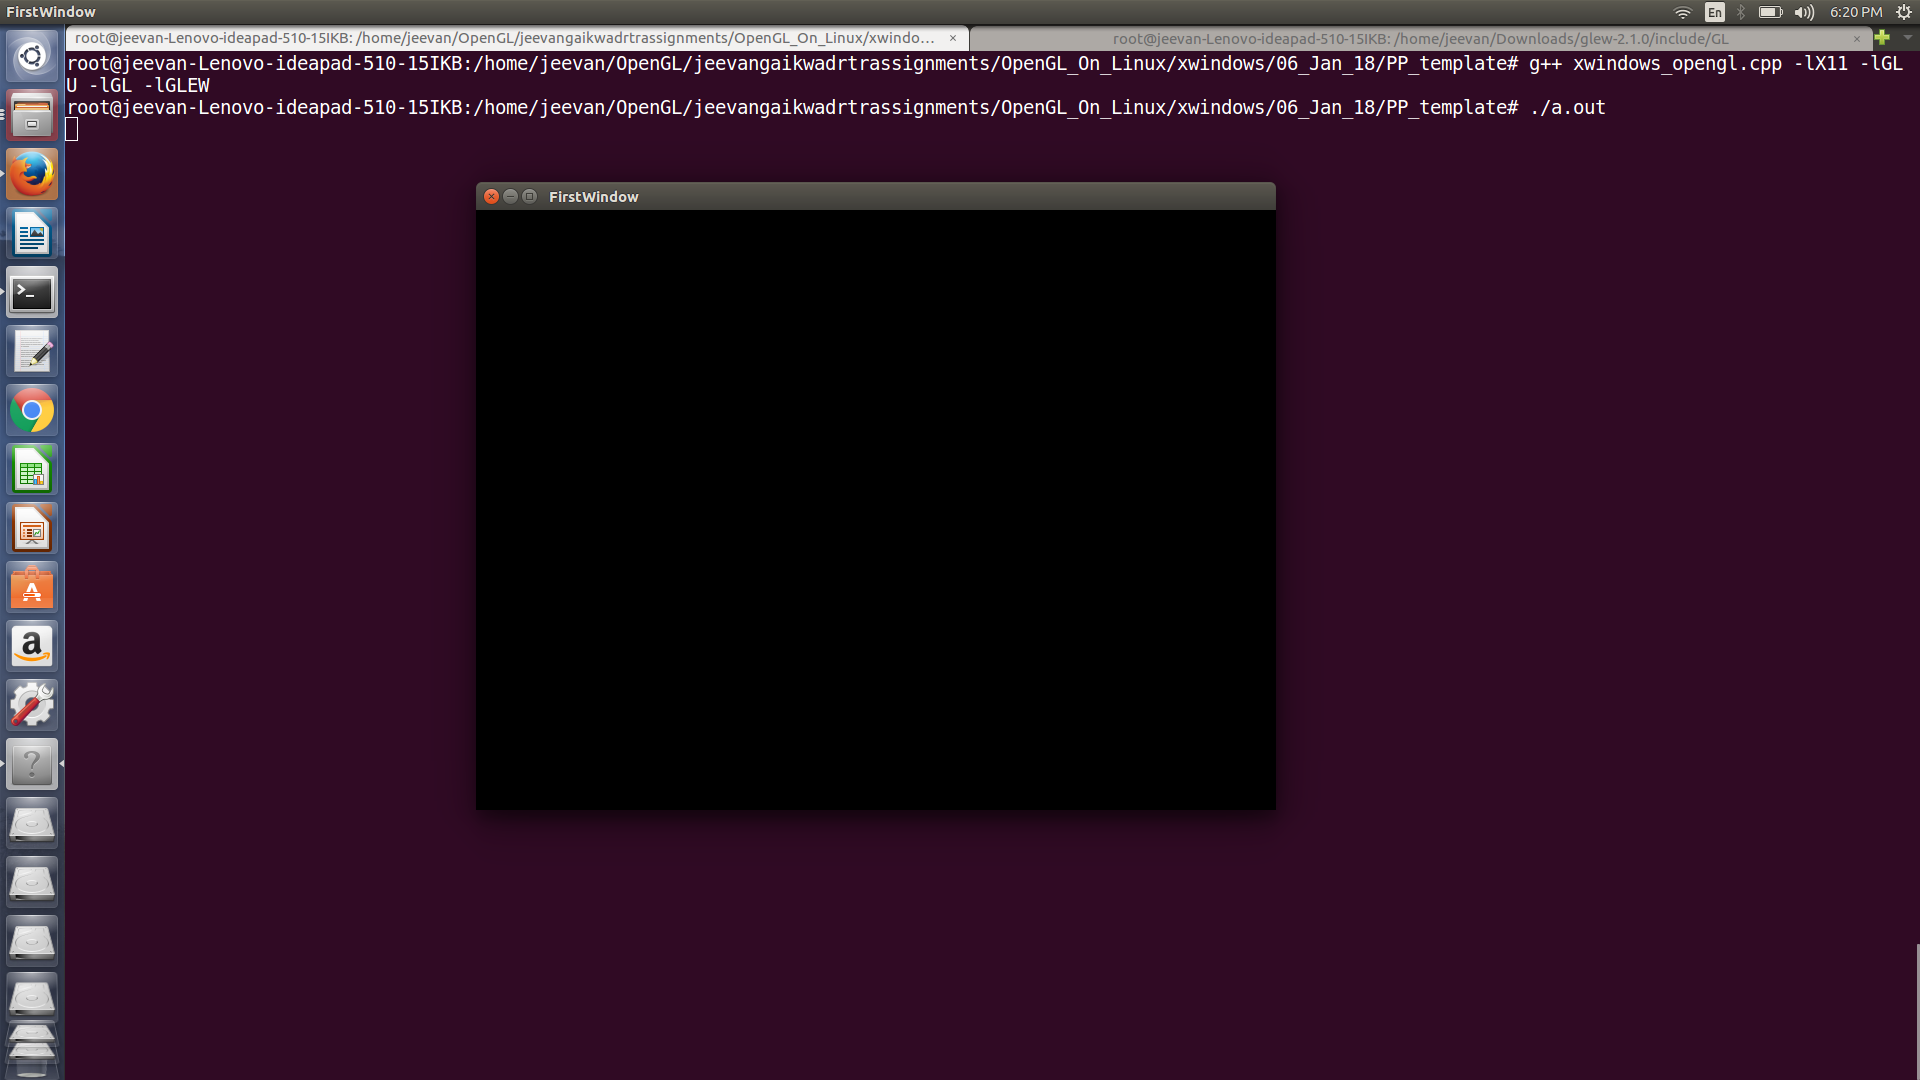 FirstWindow
En
6:20 PM
root@jeevan-Lenovo-ideapad-510-15IKB: /home/jeevan/OpenGL/jeevangaikwadrtrassignments/OpenGL_On_Linux/xwindo... ×
root@jeevan-Lenovo-ideapad-510-15IKB: /home/jeevan/Downloads/glew-2.1.0/include/GL ×
root@jeevan-Lenovo-ideapad-510-15IKB:/home/jeevan/OpenGL/jeevangaikwadrtrassignments/OpenGL_On_Linux/xwindows/06_Jan_18/PP_template# g++ xwindows_opengl.cpp -lX11 -lGL
U -lGL -lGLEW
root@jeevan-Lenovo-ideapad-510-15IKB:/home/jeevan/OpenGL/jeevangaikwadrtrassignments/OpenGL_On_Linux/xwindows/06_Jan_18/PP_template# ./a.out
FirstWindow